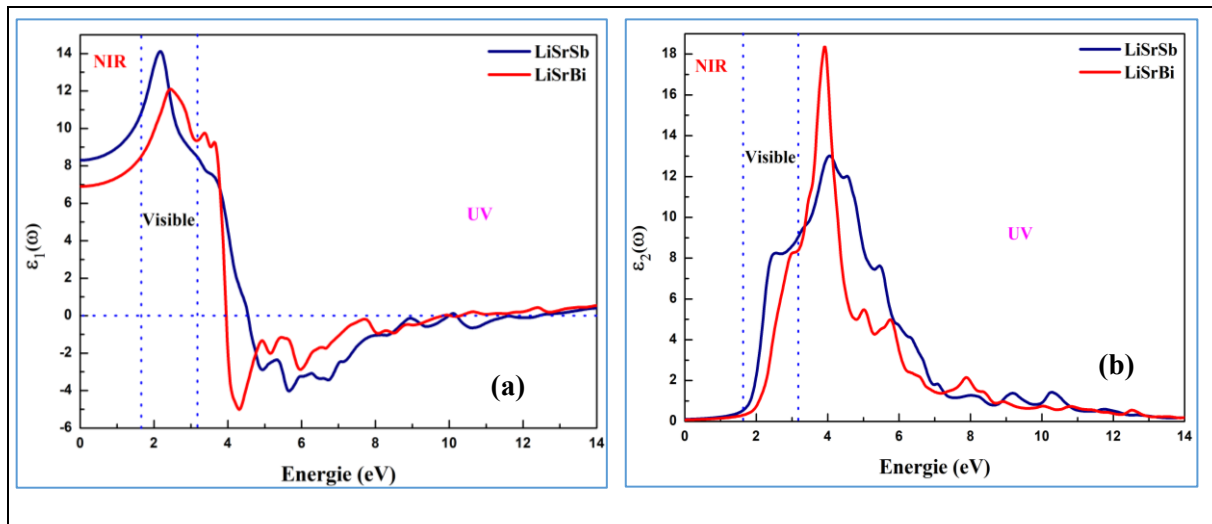 14
12
10
8
6
4
2
0
-2
-4
-6
ε₁(ω)
NIR
Visible
UV
LiSrSb
LiSrBi
(a)
0 2 4 6 8 10 12 14
Energie (eV)
18
16
14
12
10
8
6
4
2
0
ε₂(ω)
NIR
Visible
UV
LiSrSb
LiSrBi
(b)
0 2 4 6 8 10 12 14
Energie (eV)